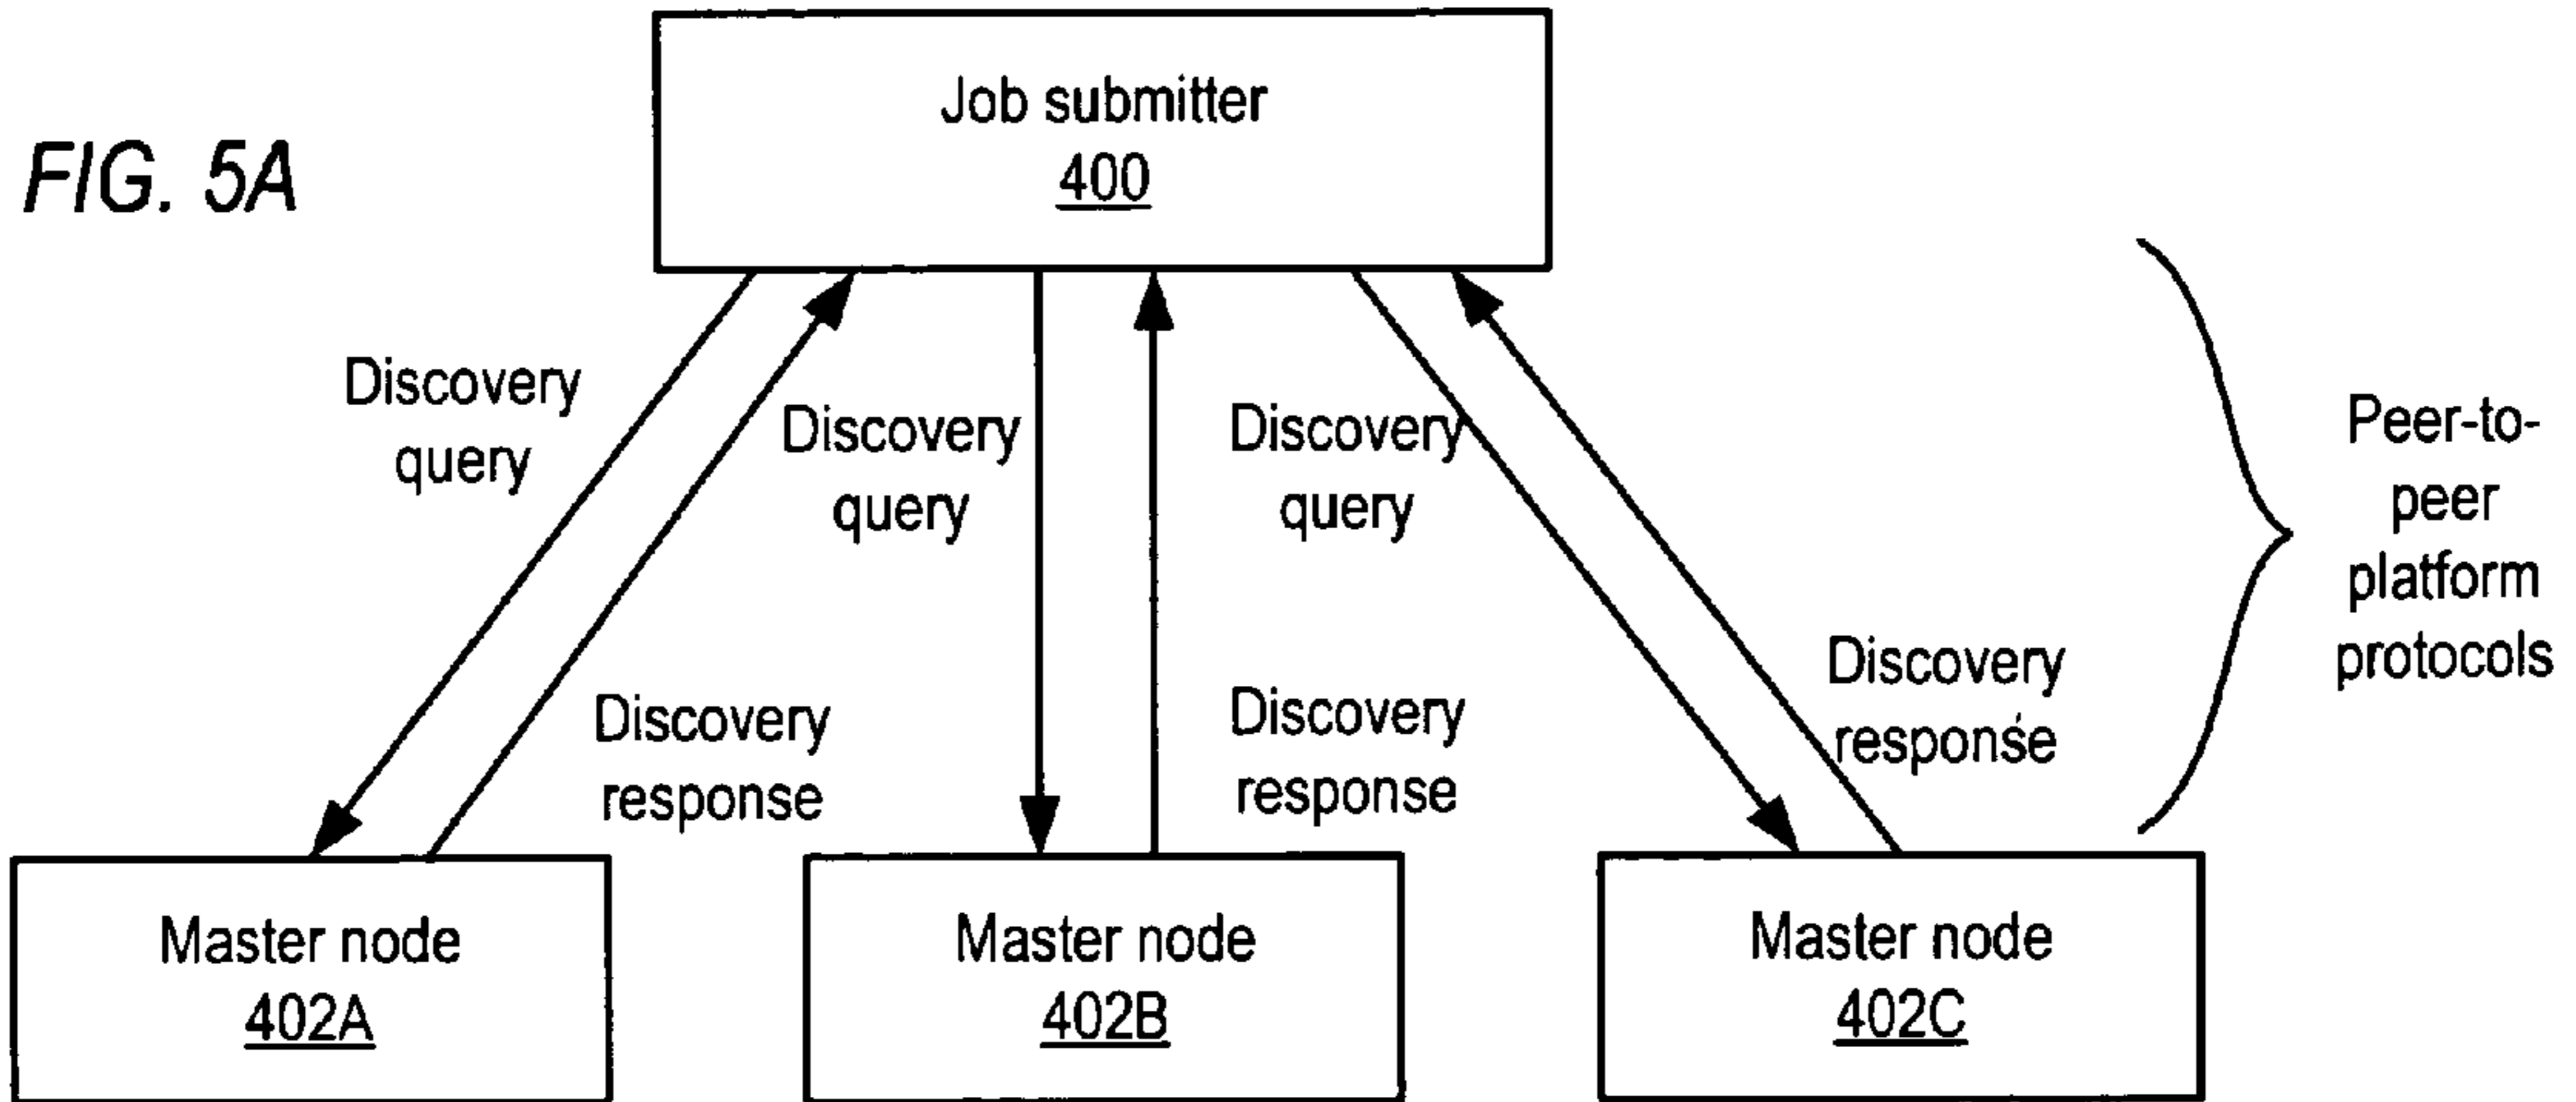 FIG. 5A
Job submitter
400
Discovery
query
Discovery
query
Discovery
query
Peer-to-
peer
platform
protocols
Discovery
response
Discovery
response
Discovery
response
Master node
402A
Master node
402B
Master node
402C